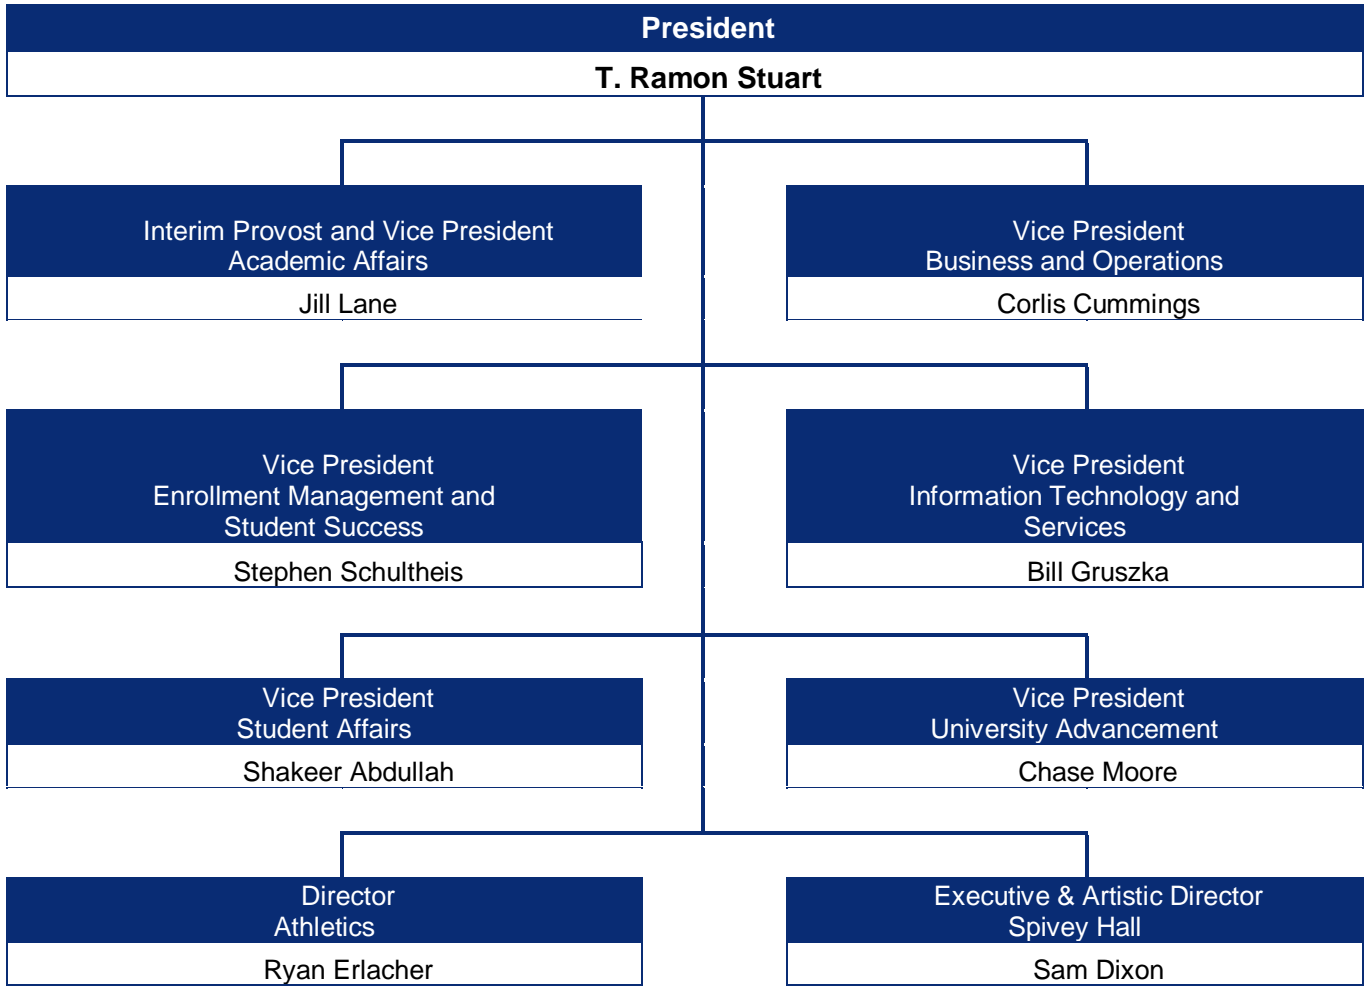 President
T. Ramon Stuart
Interim Provost and Vice President
Academic Affairs
Jill Lane
Vice President
Business and Operations
Corlis Cummings
Vice President
Enrollment Management and
Student Success
Stephen Schultheis
Vice President
Information Technology and
Services
Bill Gruszka
Vice President
Student Affairs
Shakeer Abdullah
Vice President
University Advancement
Chase Moore
Director
Athletics
Ryan Erlacher
Executive & Artistic Director
Spivey Hall
Sam Dixon